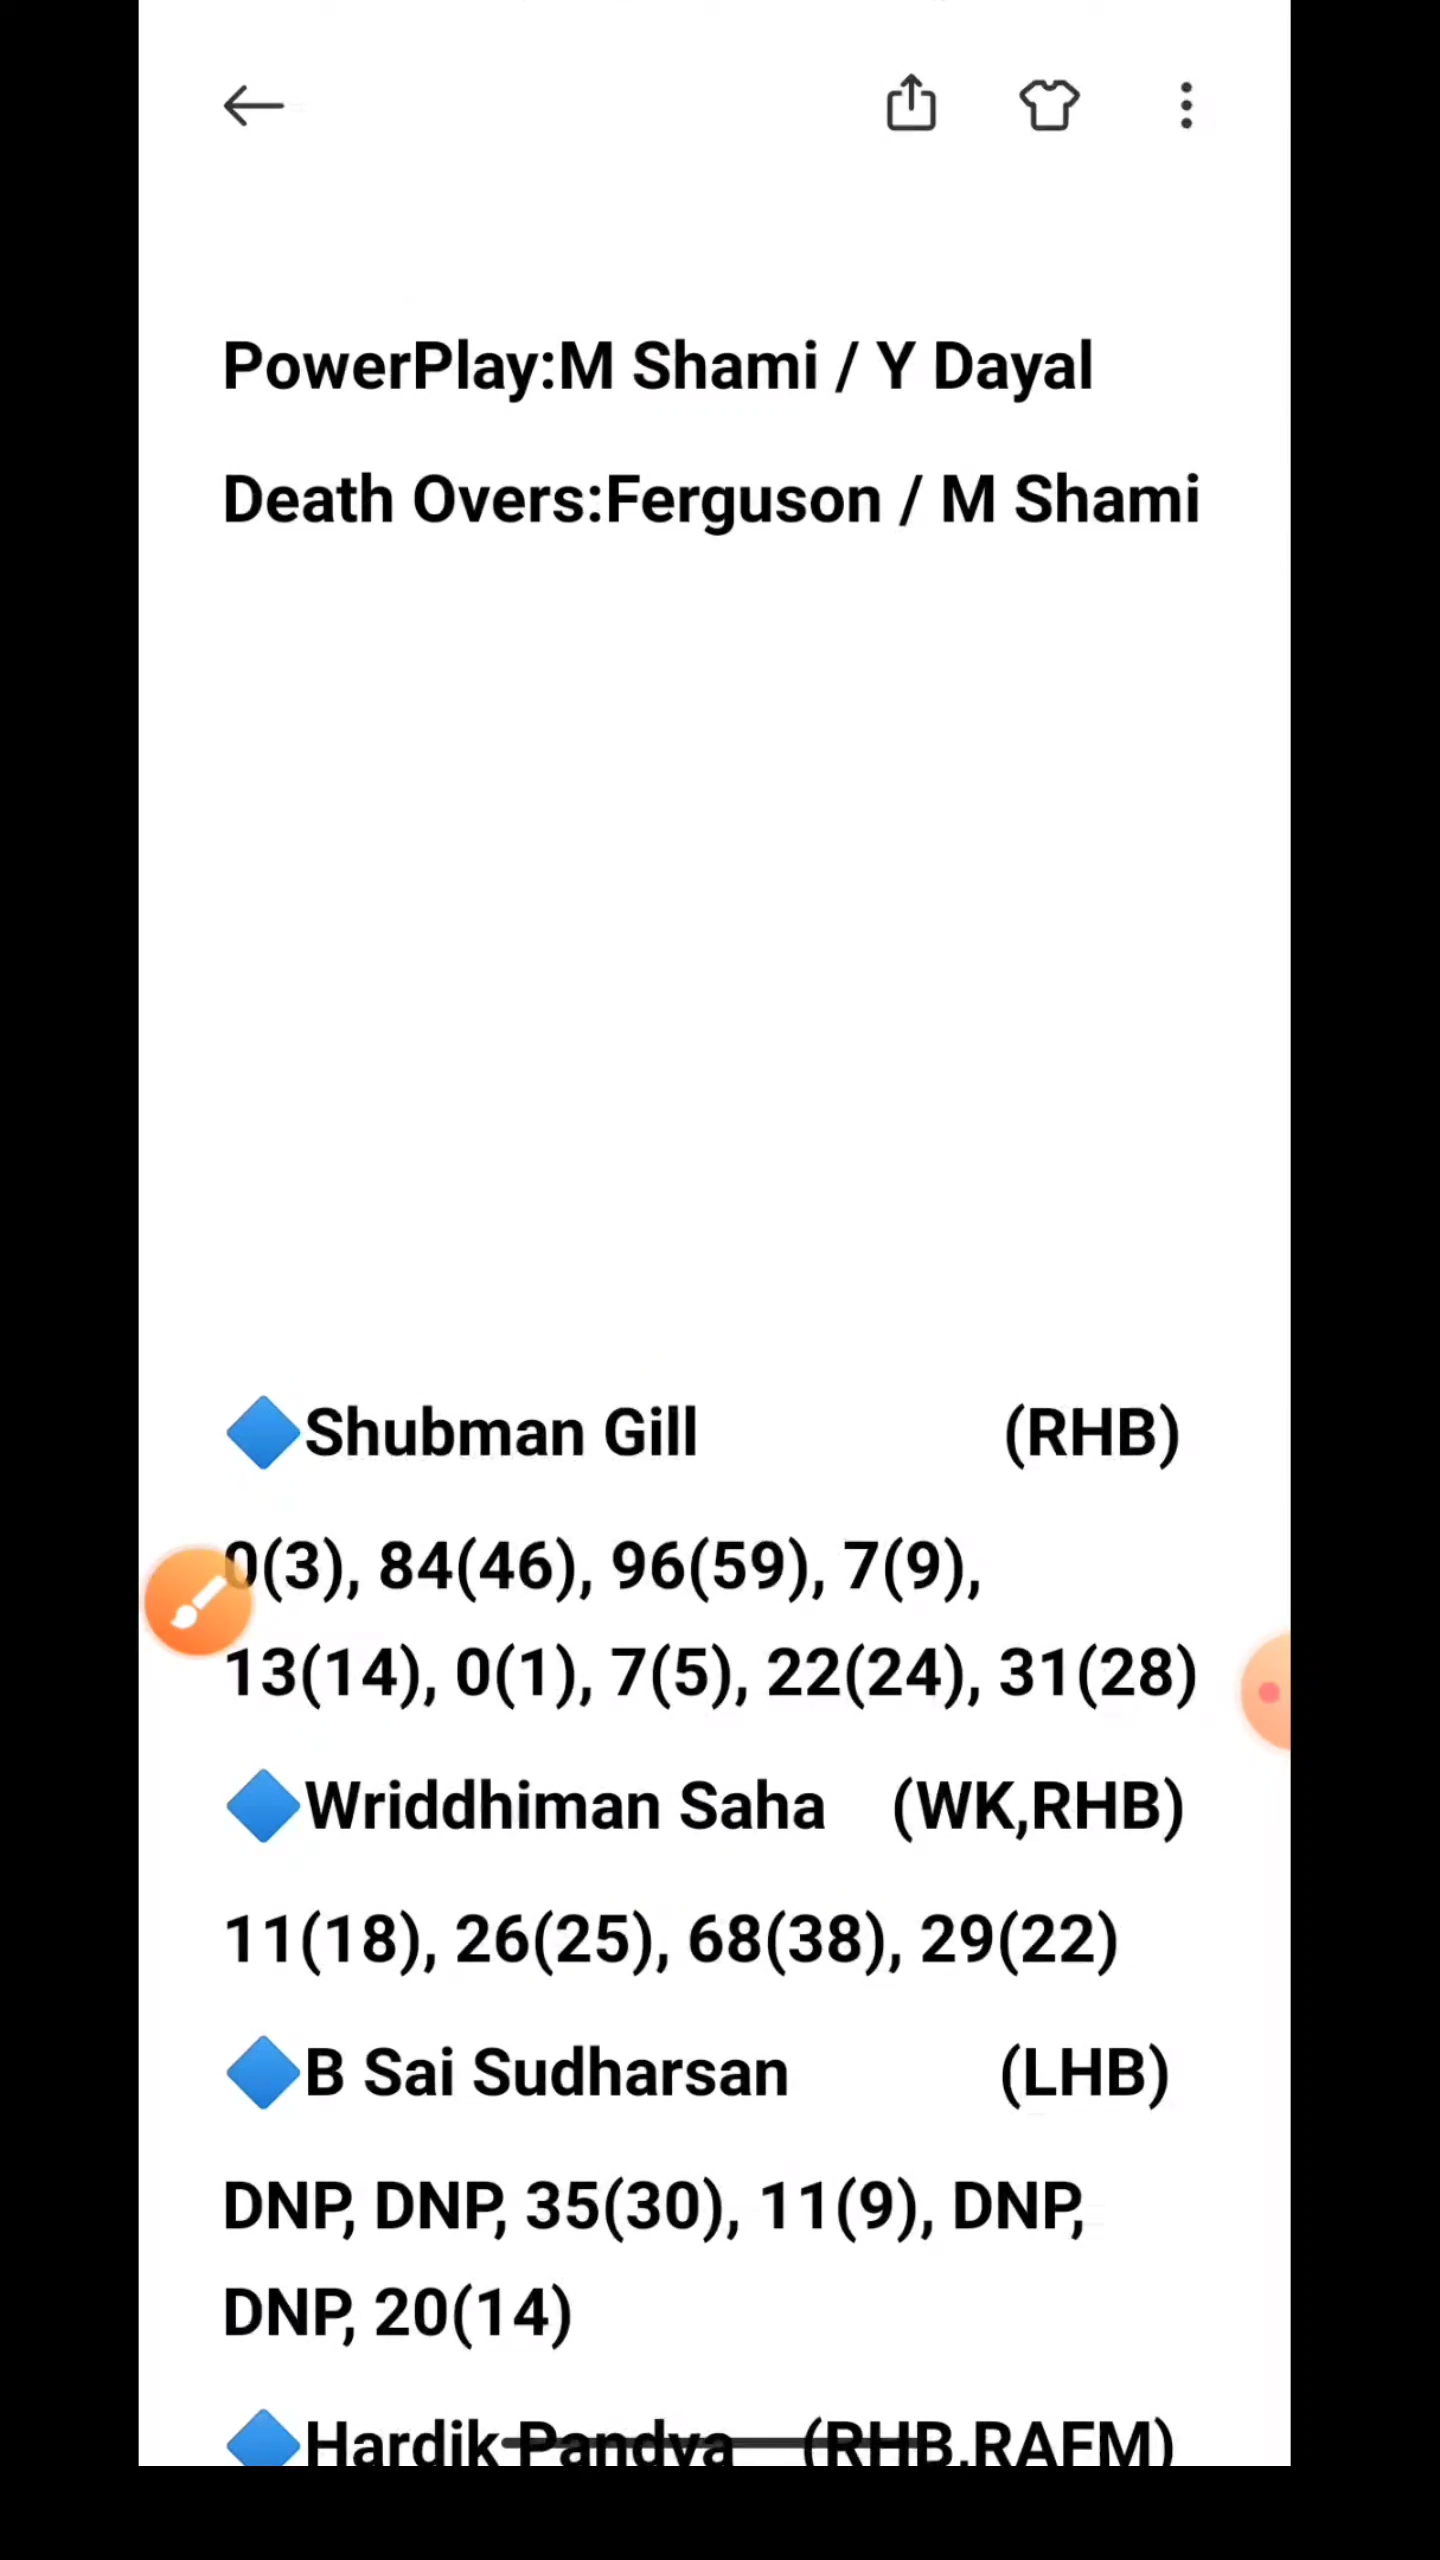 PowerPlay:M Shami / Y Dayal
Death Overs:Ferguson / M Shami
Shubman Gill (RHB)
0(3), 84(46), 96(59), 7(9),
13(14), 0(1), 7(5), 22(24), 31(28)
Wriddhiman Saha (WK,RHB)
11(18), 26(25), 68(38), 29(22)
B Sai Sudharsan (LHB)
DNP, DNP, 35(30), 11(9), DNP,
DNP, 20(14)
Hardik Pandya (RHB,RAFM)